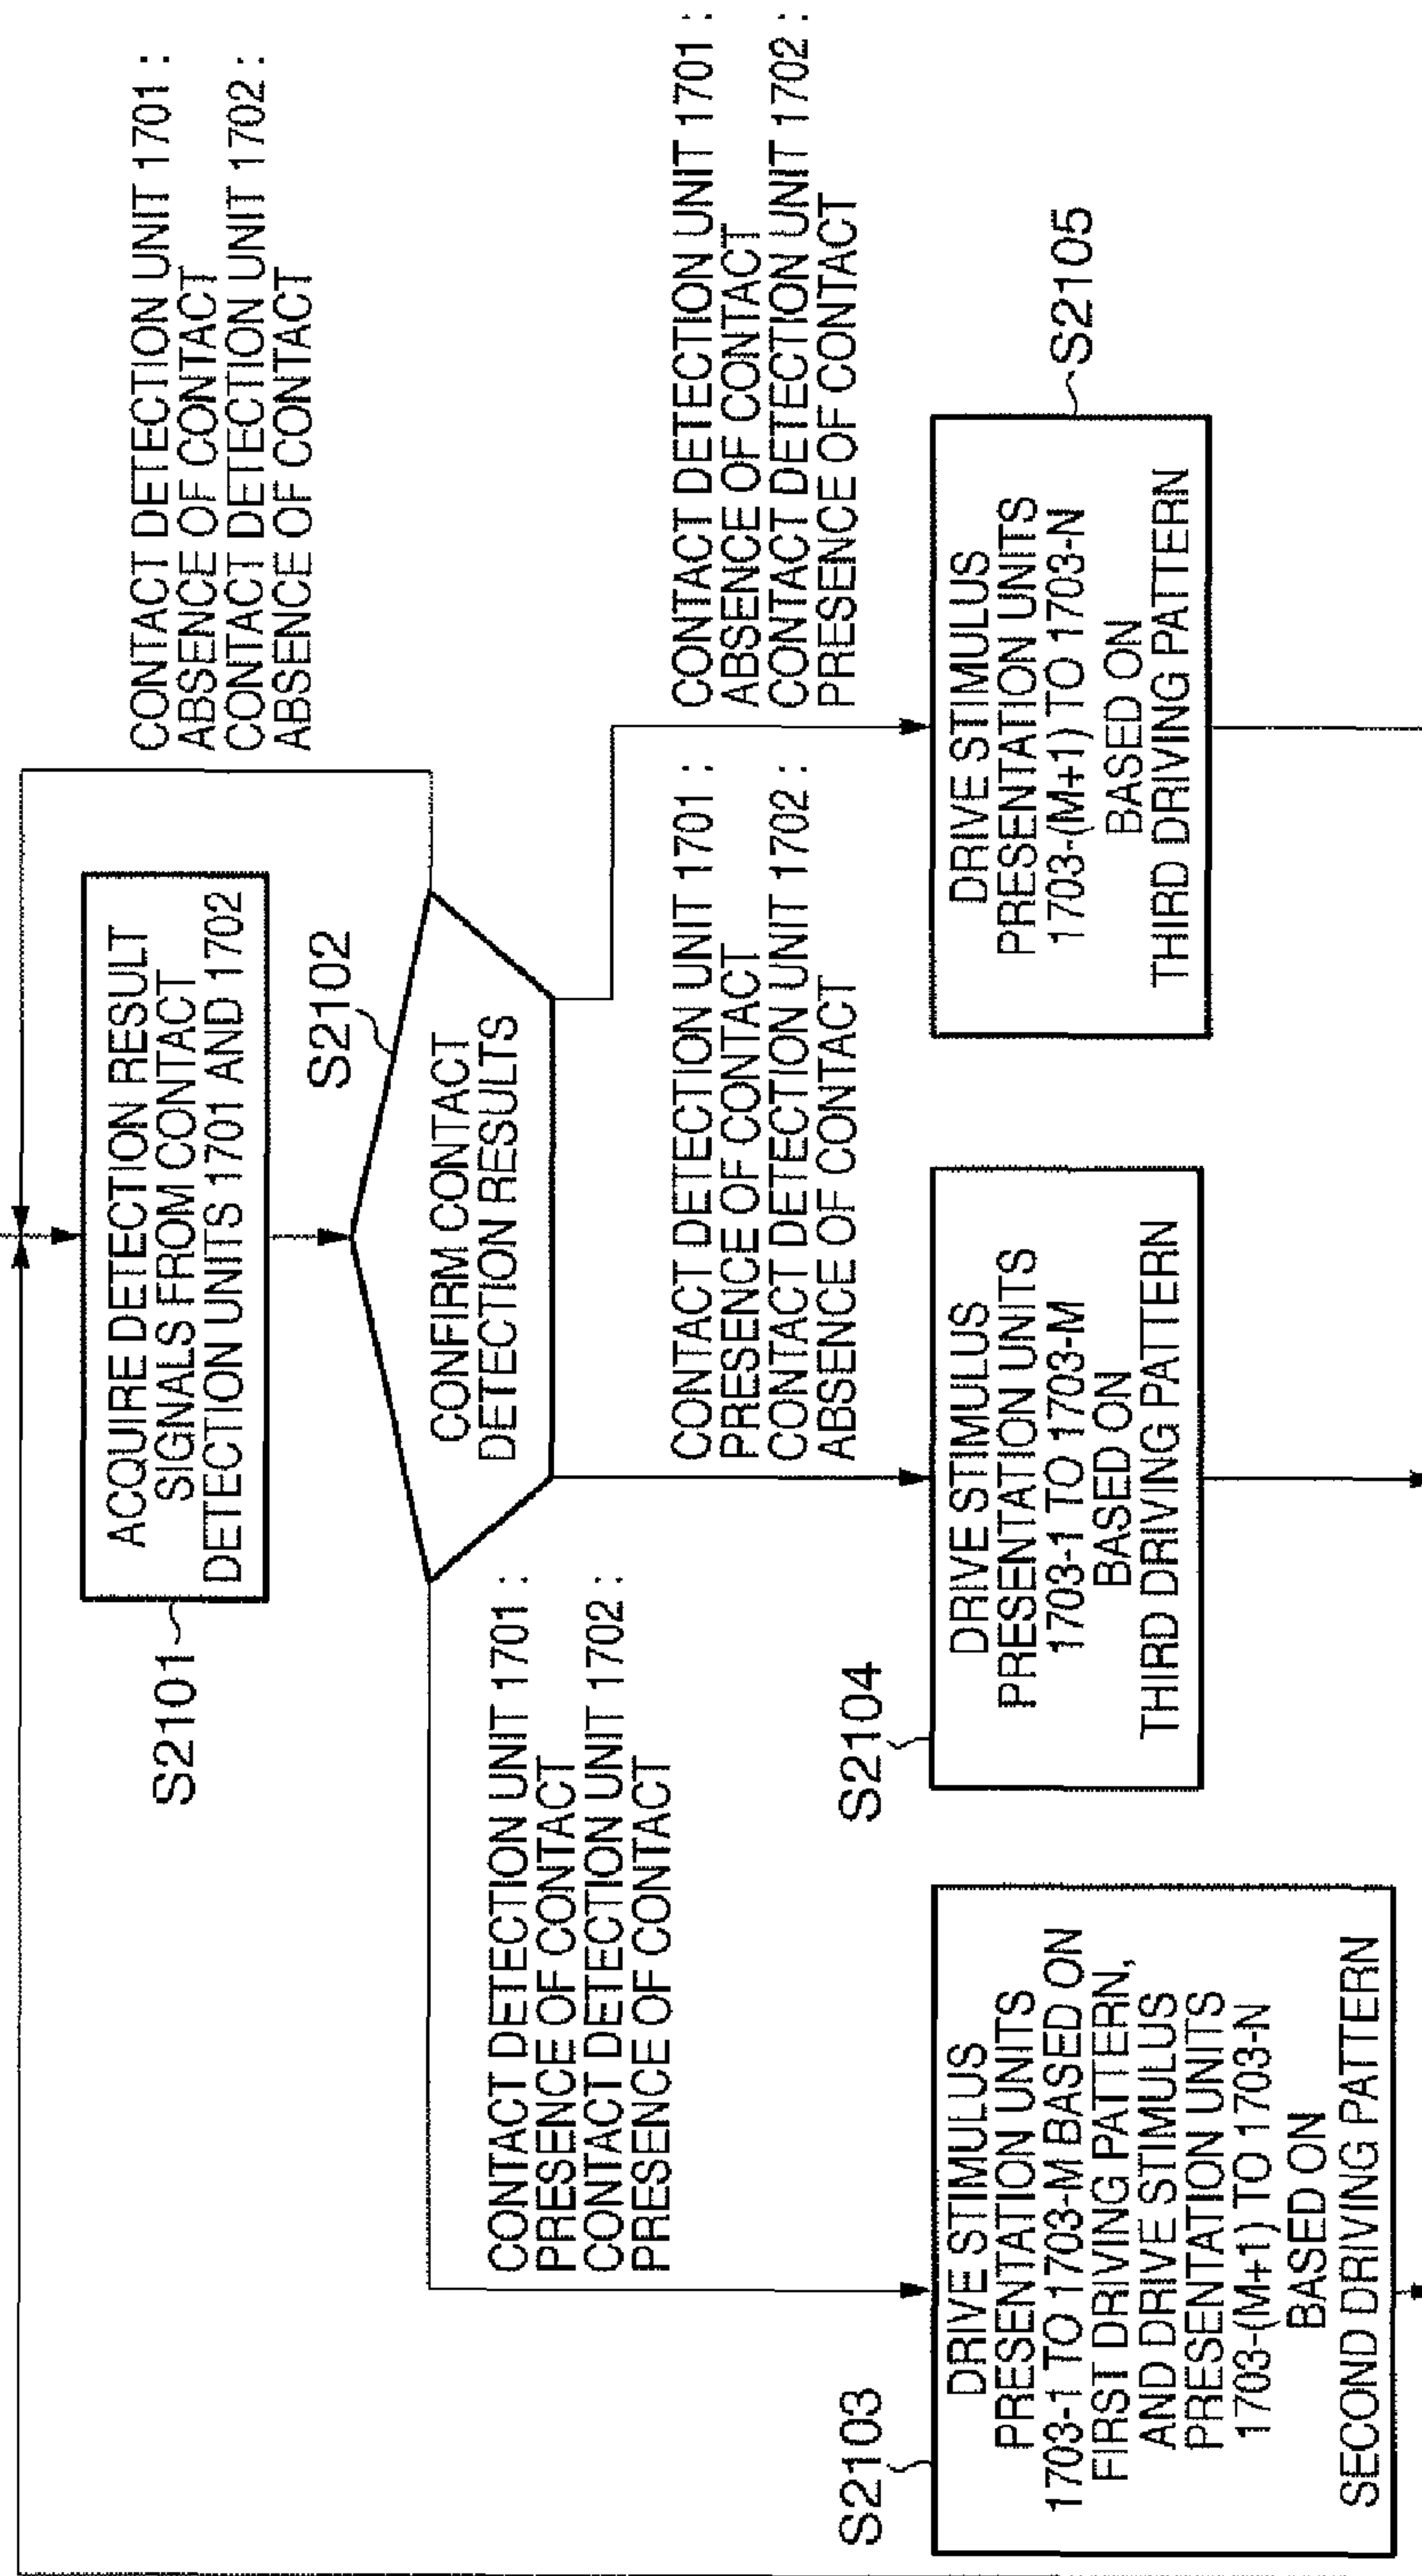 ACQUIRE DETECTION RESULT
SIGNALS FROM CONTACT
DETECTION UNITS 1701 AND 1702
S2101
CONTACT DETECTION UNIT 1701 :
ABSENCE OF CONTACT
CONTACT DETECTION UNIT 1702 :
ABSENCE OF CONTACT
S2102
CONFIRM CONTACT
DETECTION RESULTS
CONTACT DETECTION UNIT 1701 :
PRESENCE OF CONTACT
CONTACT DETECTION UNIT 1702 :
PRESENCE OF CONTACT
CONTACT DETECTION UNIT 1701 :
PRESENCE OF CONTACT
CONTACT DETECTION UNIT 1702 :
ABSENCE OF CONTACT
CONTACT DETECTION UNIT 1701 :
ABSENCE OF CONTACT
CONTACT DETECTION UNIT 1702 :
PRESENCE OF CONTACT
S2103
DRIVE STIMULUS
PRESENTATION UNITS
1703-1 TO 1703-M BASED ON
FIRST DRIVING PATTERN,
AND DRIVE STIMULUS
PRESENTATION UNITS
1703-(M+1) TO 1703-N
BASED ON
SECOND DRIVING PATTERN
S2104
DRIVE STIMULUS
PRESENTATION UNITS
1703-1 TO 1703-M
BASED ON
THIRD DRIVING PATTERN
S2105
DRIVE STIMULUS
PRESENTATION UNITS
1703-(M+1) TO 1703-N
BASED ON
THIRD DRIVING PATTERN